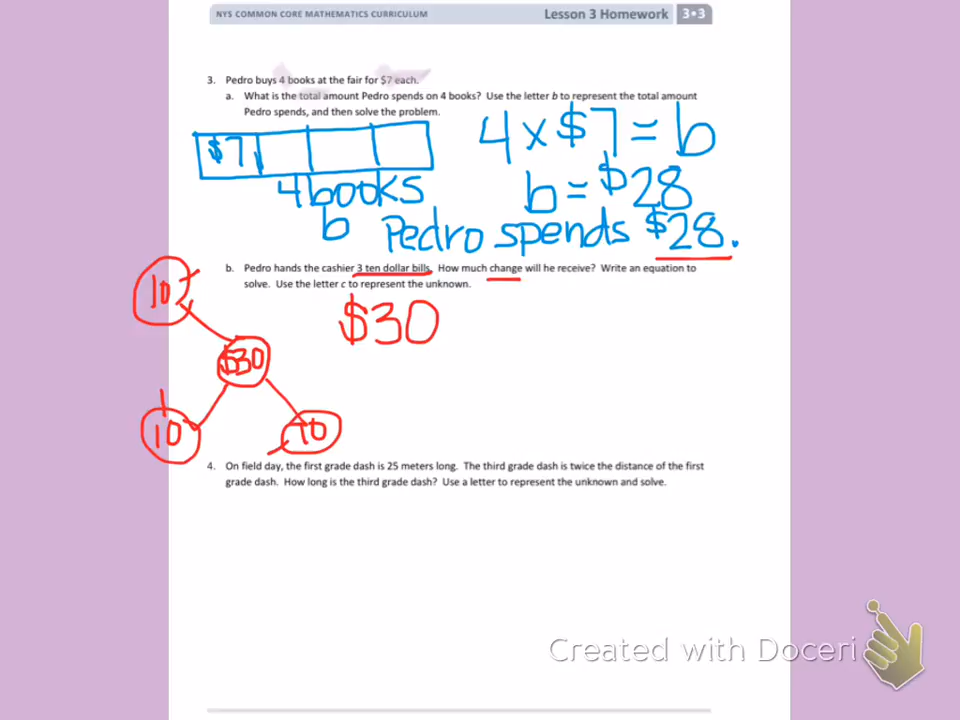 NYS COMMON CORE MATHEMATICS CURRICULUM Lesson 3 Homework 3•3
3. Pedro buys 4 books at the fair for $7 each.
a. What is the total amount Pedro spends on 4 books? Use the letter b to represent the total amount
Pedro spends, and then solve the problem.
4 x $7 = b
$7
4 books
b = $28
b
Pedro spends $28.
b. Pedro hands the cashier 3 ten dollar bills. How much change will he receive? Write an equation to
solve. Use the letter c to represent the unknown.
10
$30
$30
10
10
4. On field day, the first grade dash is 25 meters long. The third grade dash is twice the distance of the first
grade dash. How long is the third grade dash? Use a letter to represent the unknown and solve.
Created with Doceri